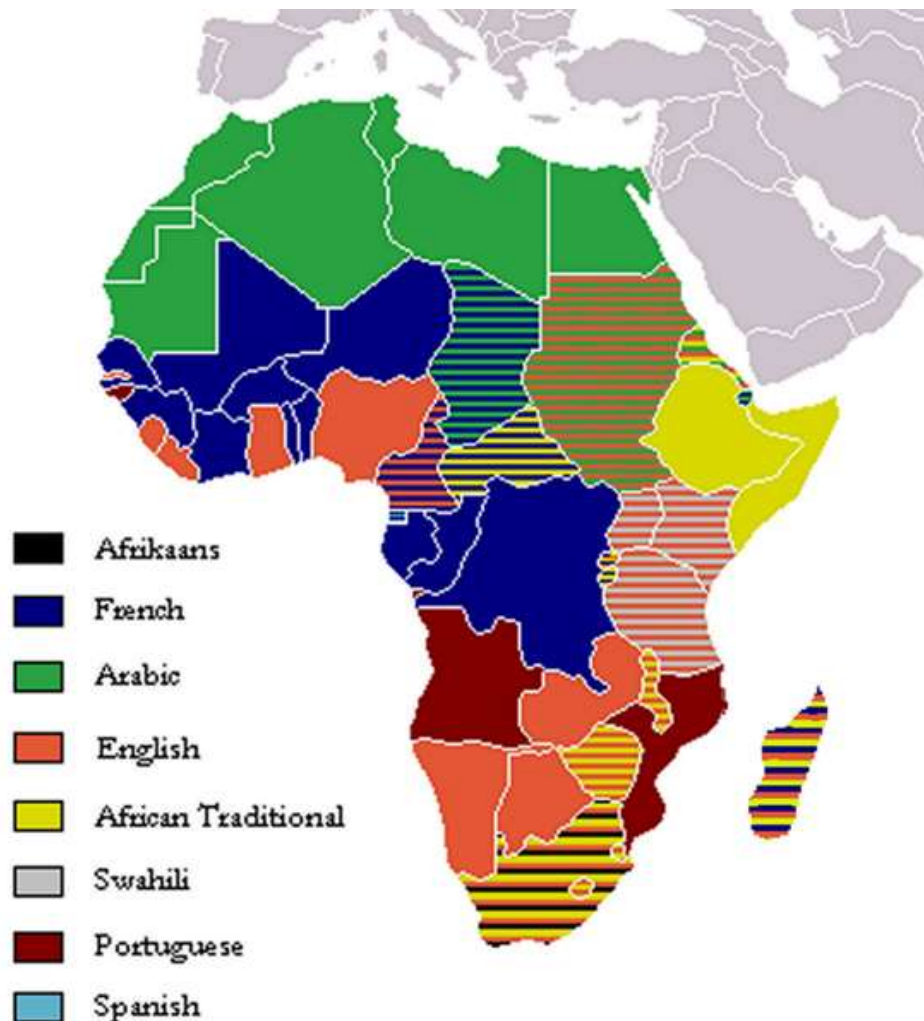 Afrikaans
French
Arabic
English
African Traditional
Swahili
Portuguese
Spanish